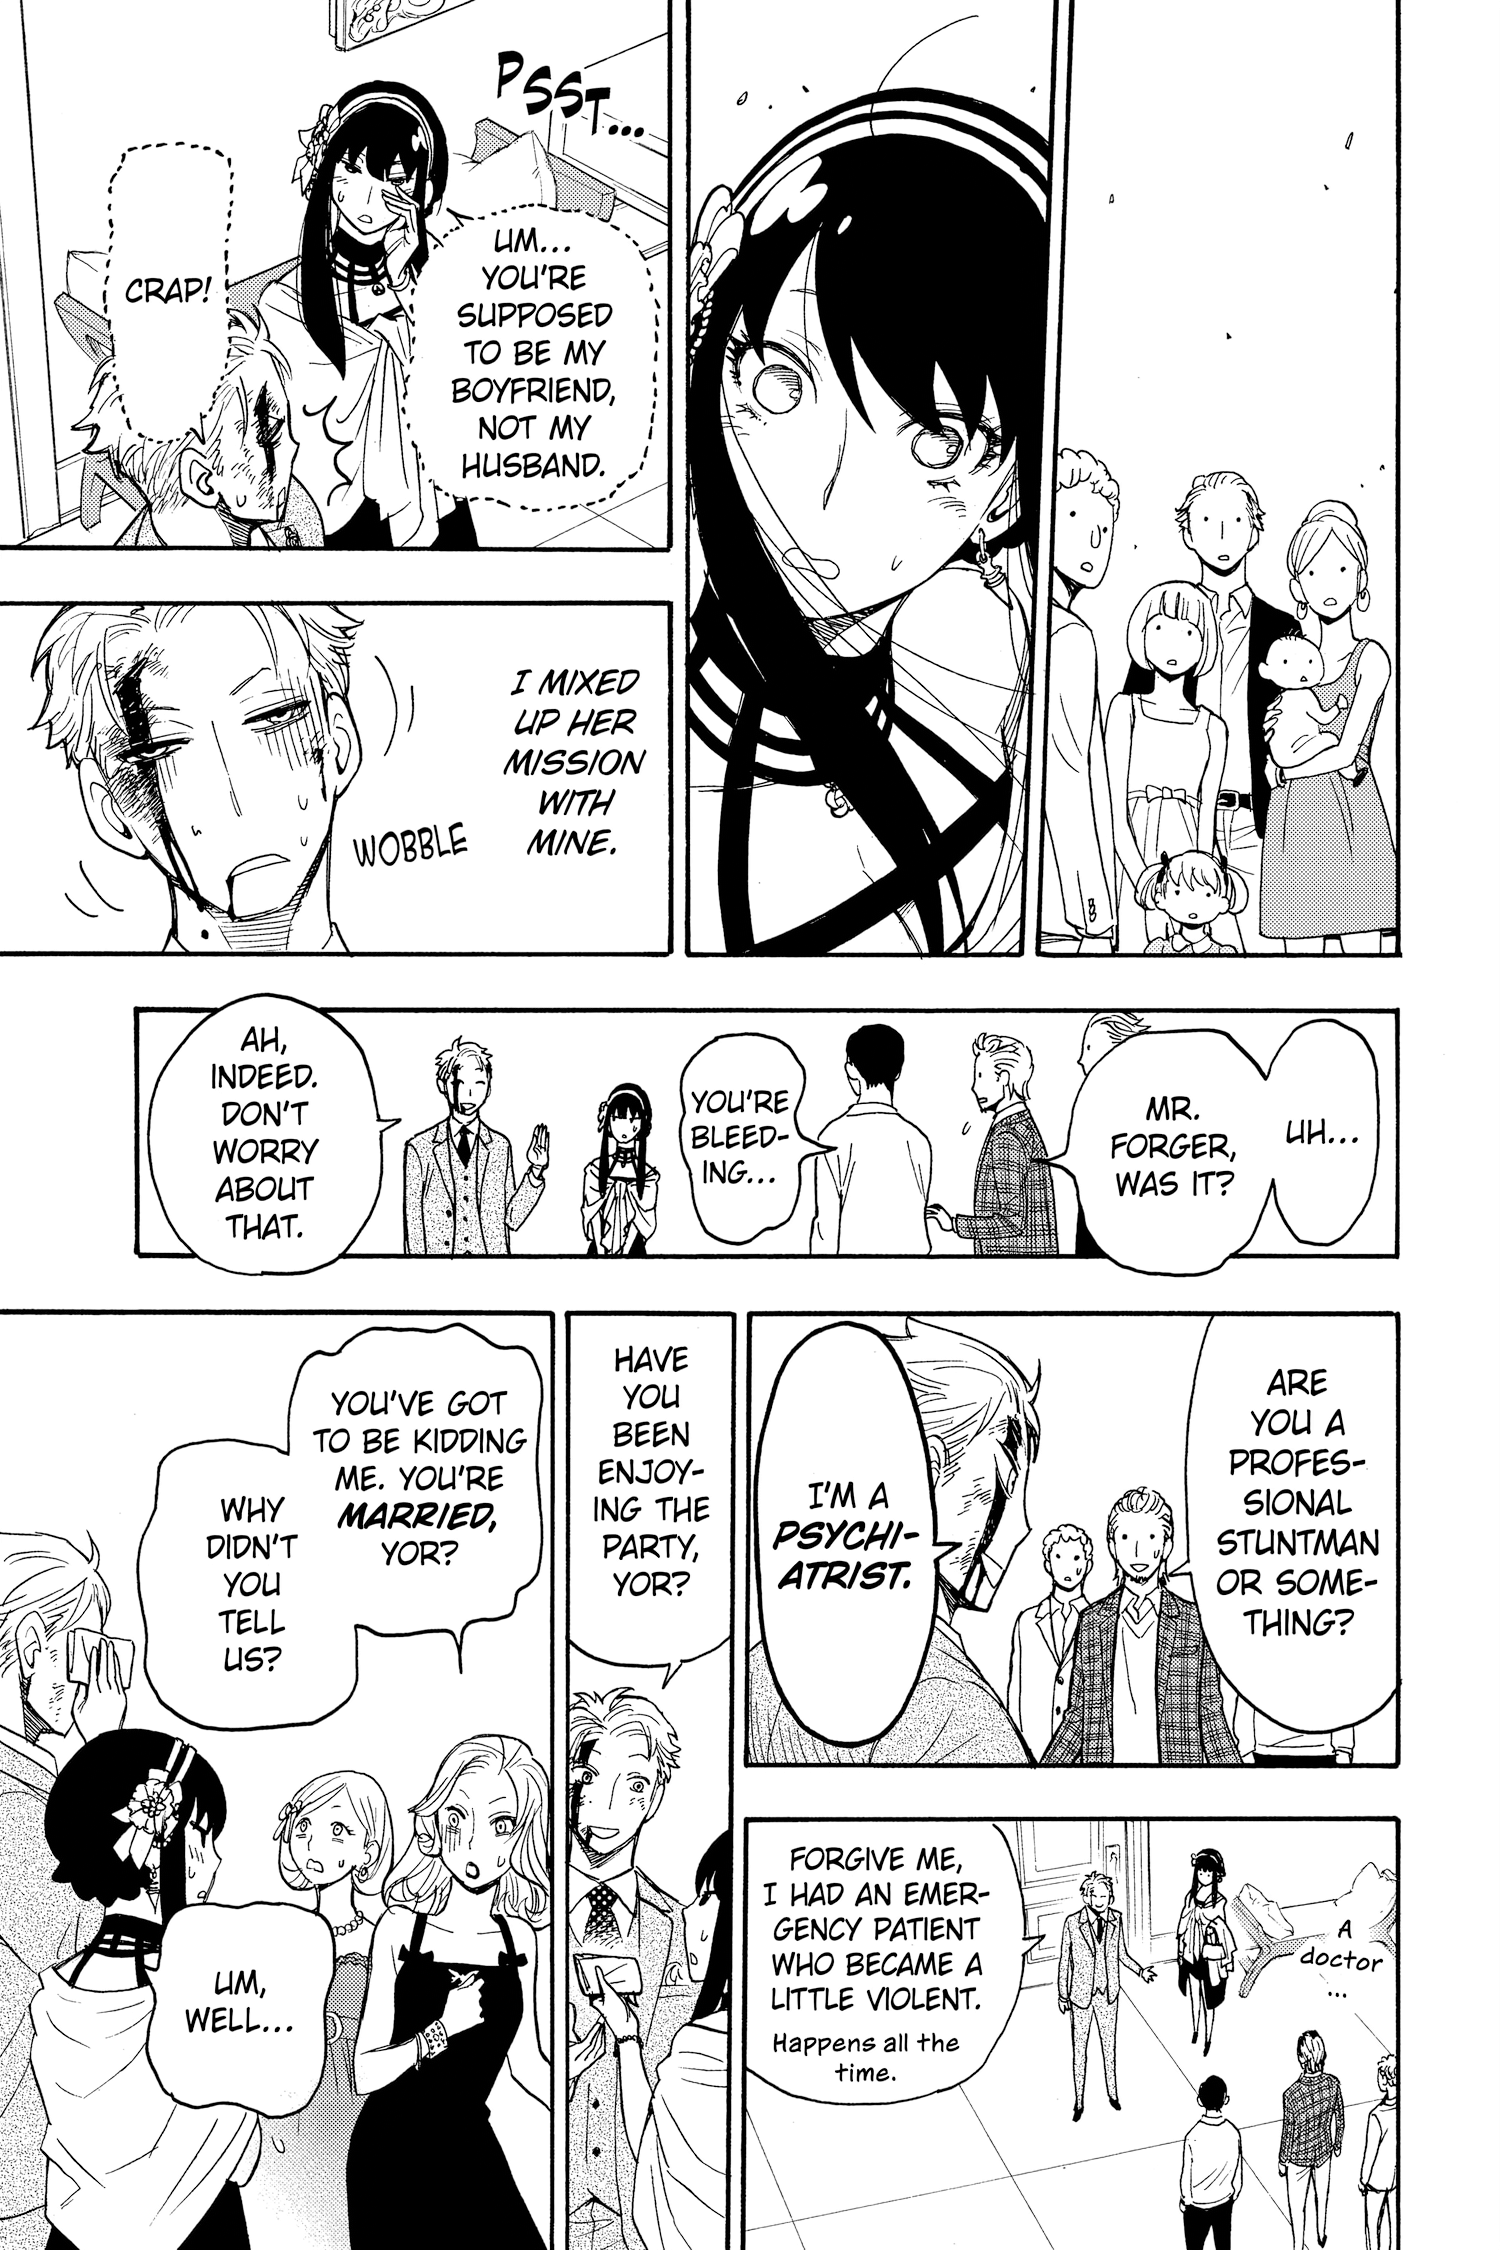 PSST...
UM...
YOU'RE
SUPPOSED
TO BE MY
BOYFRIEND,
NOT MY
HUSBAND.
CRAP!
I MIXED
UP HER
MISSION
WITH
MINE.
WOBBLE
UH...
MR.
FORGER,
WAS IT?
YOU'RE
BLEED-
ING...
AH,
INDEED.
DON'T
WORRY
ABOUT
THAT.
ARE
YOU A
PROFES-
SIONAL
STUNTMAN
OR SOME-
THING?
I'M A
PSYCHI-
ATRIST.
FORGIVE ME,
I HAD AN EMER-
GENCY PATIENT
WHO BECAME A
LITTLE VIOLENT.
Happens all the
time.
A
doctor
...
HAVE
YOU
BEEN
ENJOY-
ING THE
PARTY,
YOR?
YOU'VE GOT
TO BE KIDDING
ME. YOU'RE
MARRIED,
YOR?
WHY
DIDN'T
YOU
TELL
US?
UM,
WELL...